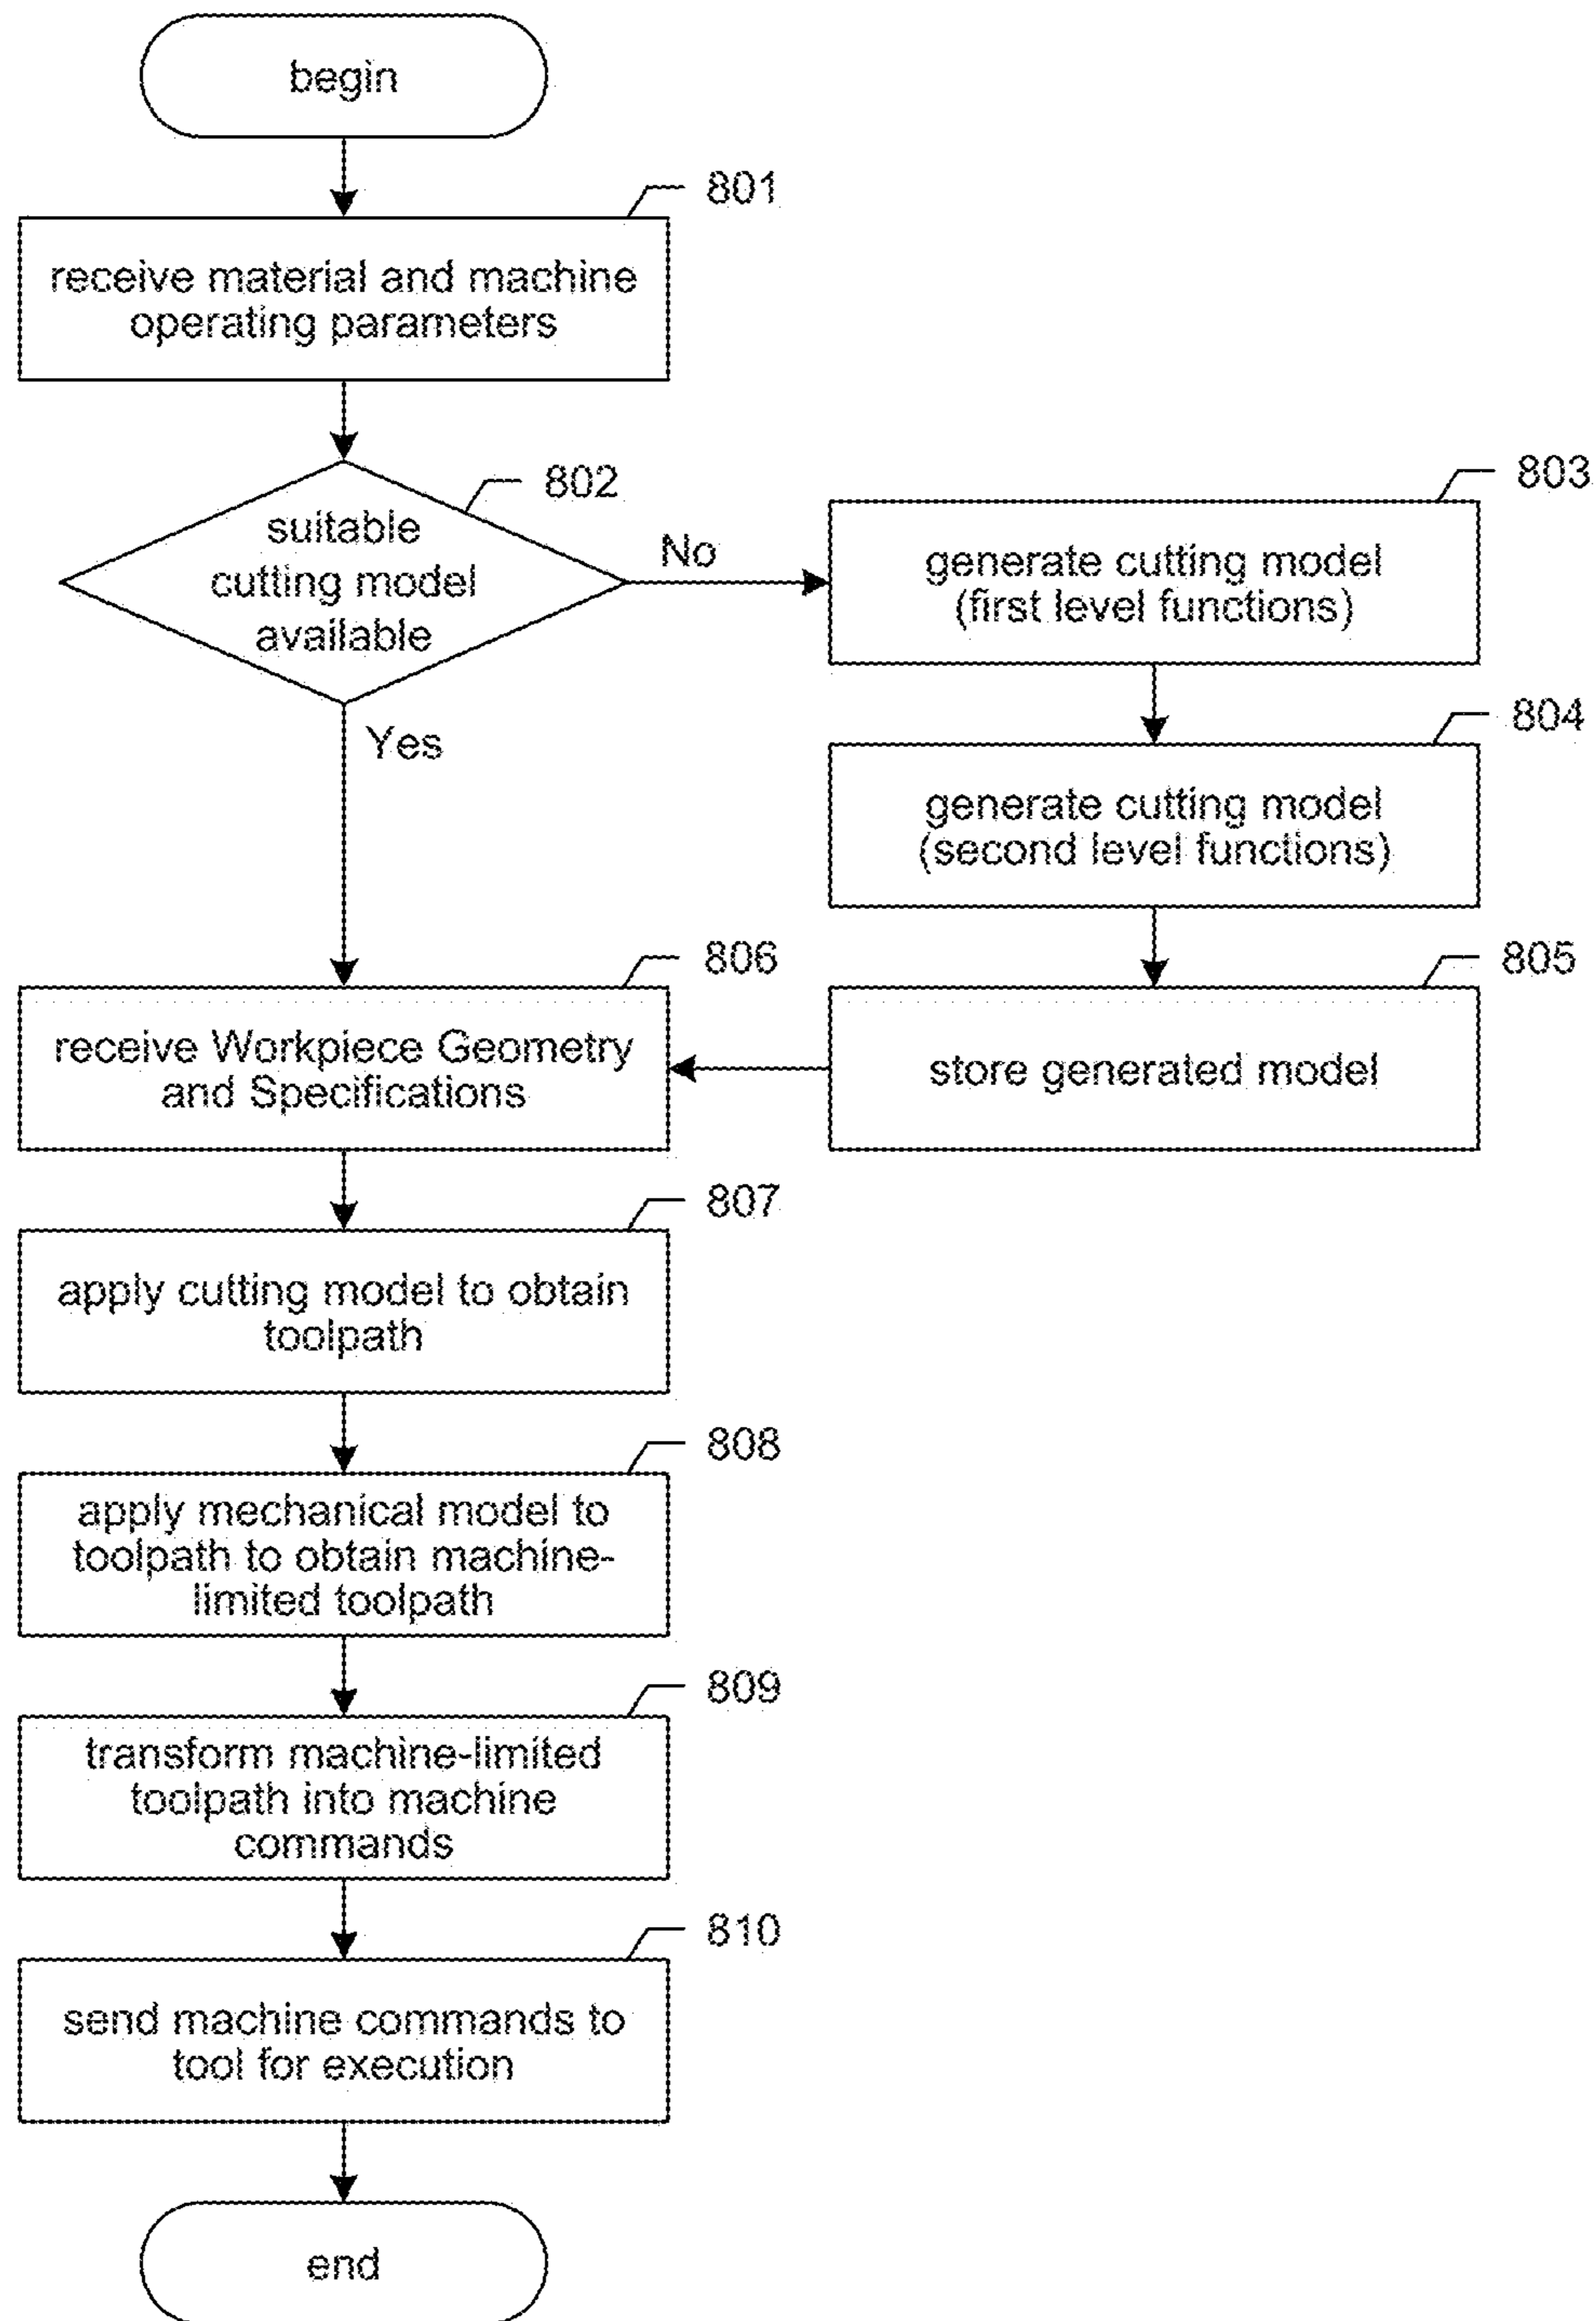 begin
801
receive material and machine
operating parameters
802
suitable
cutting model
available
No
Yes
803
generate cutting model
(first level functions)
804
generate cutting model
(second level functions)
805
store generated model
806
receive Workpiece Geometry
and Specifications
807
apply cutting model to obtain
toolpath
808
apply mechanical model to
toolpath to obtain machine-
limited toolpath
809
transform machine-limited
toolpath into machine
commands
810
send machine commands to
tool for execution
end